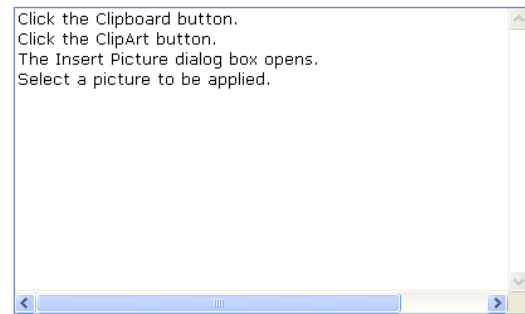 Click the Clipboard button.
Click the ClipArt button.
The Insert Picture dialog box opens.
Select a picture to be applied.